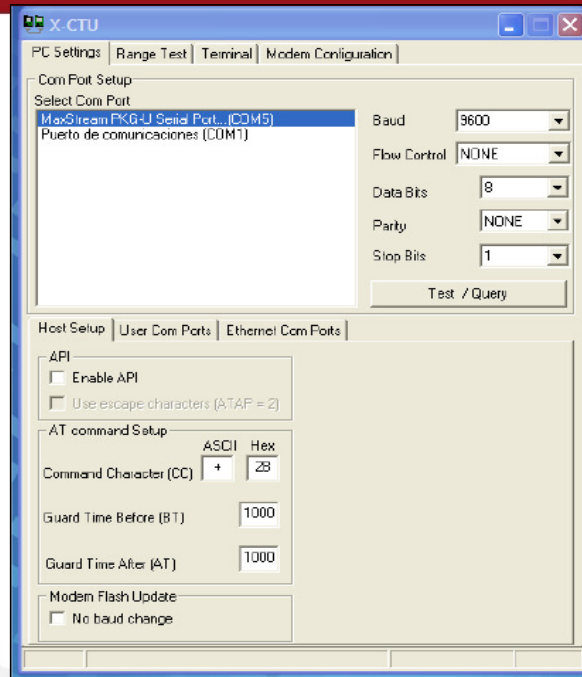 X-CTU
PC Settings Range Test Terminal Modem Configuration
Com Port Setup
Select Com Port
MaxStream PKG-U Serial Port...(COM5)
Puerto de comunicaciones (COM1)
Baud 9600
Flow Control NONE
Data Bits 8
Parity NONE
Stop Bits 1
Test / Query
Host Setup User Com Ports Ethernet Com Ports
API
Enable API
Use escape characters (ATAP = 2)
AT command Setup
ASCII Hex
Command Character (CC) + 2B
Guard Time Before (BT) 1000
Guard Time After (AT) 1000
Modem Flash Update
No baud change